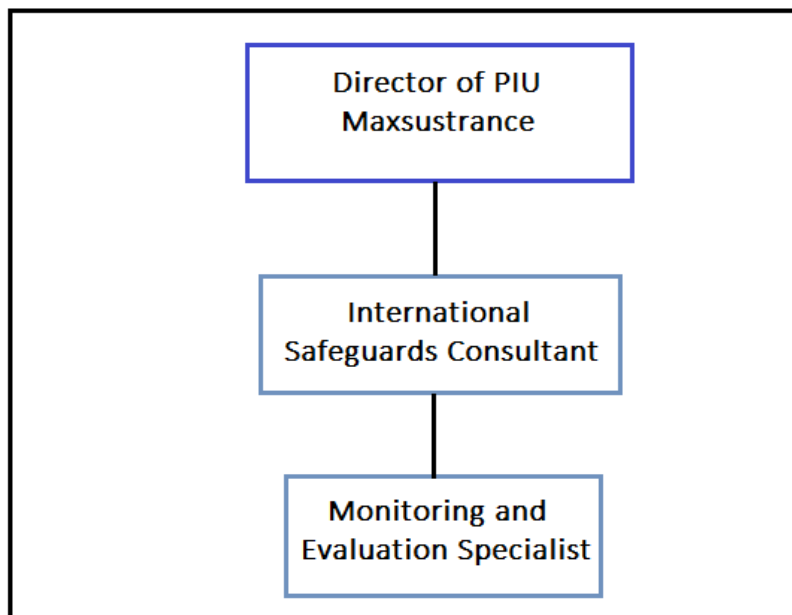 Director of PIU
Maxsustrance
International
Safeguards Consultant
Monitoring and
Evaluation Specialist